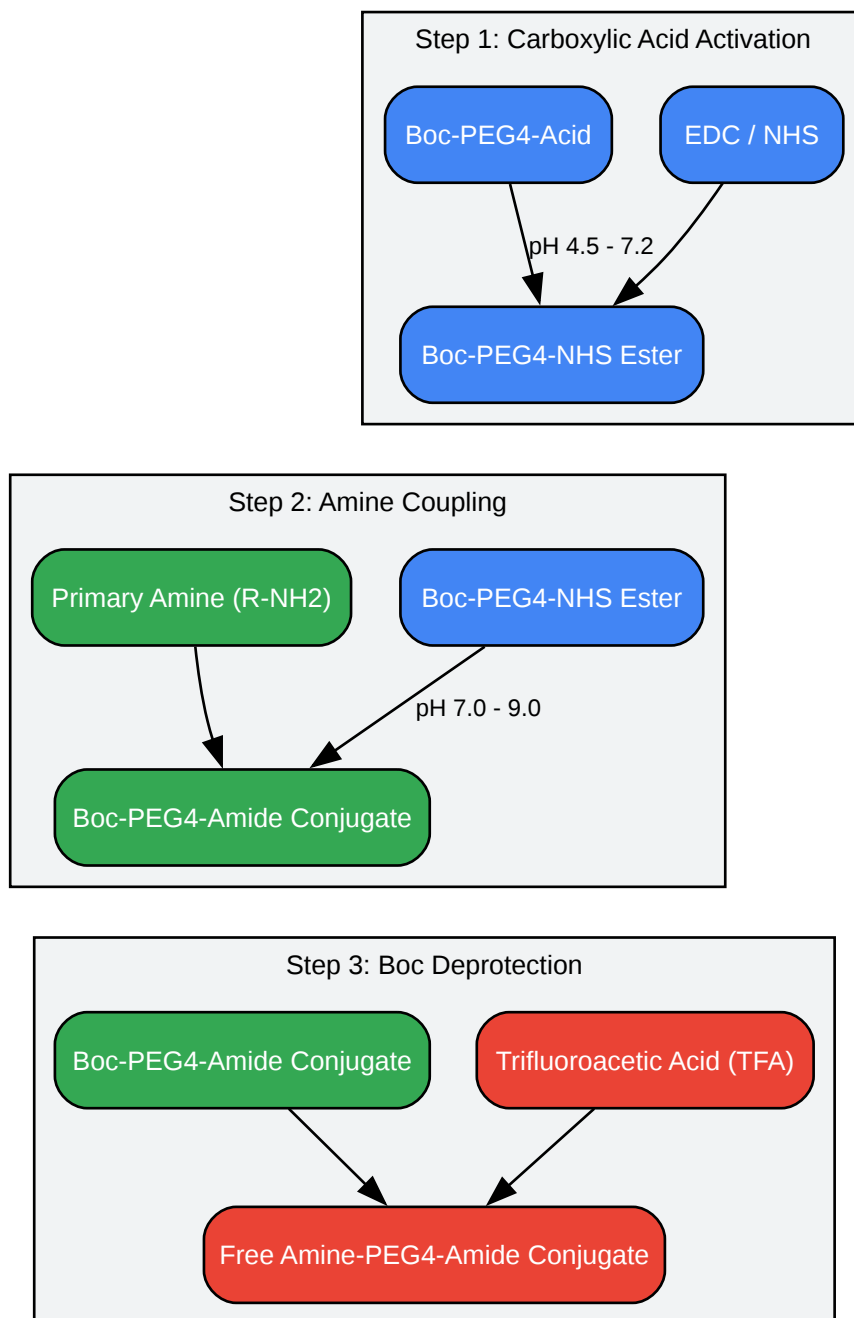 Step 1: Carboxylic Acid Activation
Boc-PEG4-Acid
EDC / NHS
pH 4.5 - 7.2
Boc-PEG4-NHS Ester
Step 2: Amine Coupling
Primary Amine (R-NH2)
Boc-PEG4-NHS Ester
pH 7.0 - 9.0
Boc-PEG4-Amide Conjugate
Step 3: Boc Deprotection
Boc-PEG4-Amide Conjugate
Trifluoroacetic Acid (TFA)
Free Amine-PEG4-Amide Conjugate